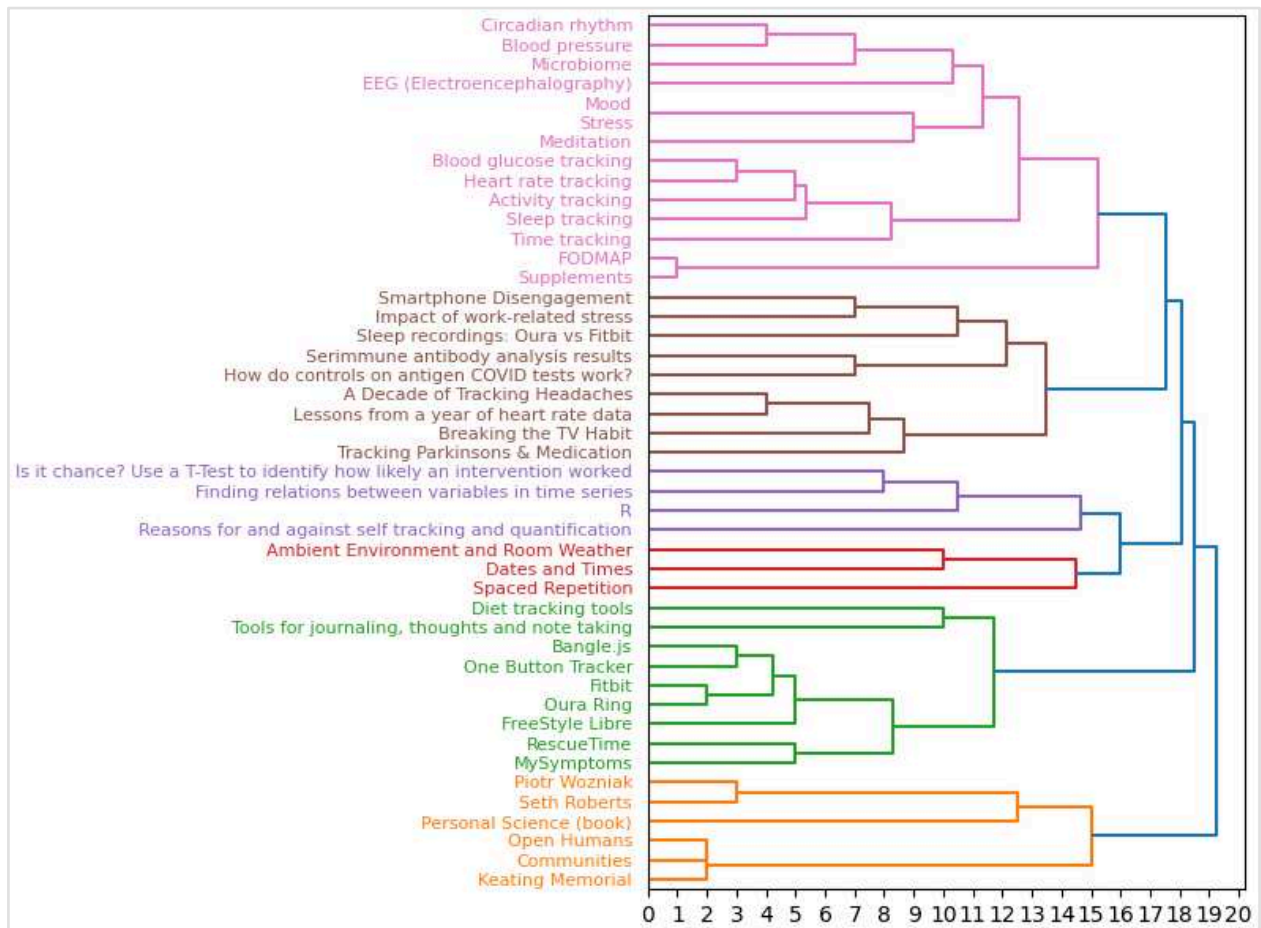 Circadian rhythm
Blood pressure
Microbiome
EEG (Electroencephalography)
Mood
Stress
Meditation
Blood glucose tracking
Heart rate tracking
Activity tracking
Sleep tracking
Time tracking
FODMAP
Supplements
Smartphone Disengagement
Impact of work-related stress
Sleep recordings: Oura vs Fitbit
Serimmune antibody analysis results
How do controls on antigen COVID tests work?
A Decade of Tracking Headaches
Lessons from a year of heart rate data
Breaking the TV Habit
Tracking Parkinsons & Medication
Is it chance? Use a T-Test to identify how likely an intervention worked
Finding relations between variables in time series
R
Reasons for and against self tracking and quantification
Ambient Environment and Room Weather
Dates and Times
Spaced Repetition
Diet tracking tools
Tools for journaling, thoughts and note taking
Bangle.js
One Button Tracker
Fitbit
Oura Ring
FreeStyle Libre
RescueTime
MySymptoms
Piotr Wozniak
Seth Roberts
Personal Science (book)
Open Humans
Communities
Keating Memorial
0 1 2 3 4 5 6 7 8 9 10 11 12 13 14 15 16 17 18 19 20